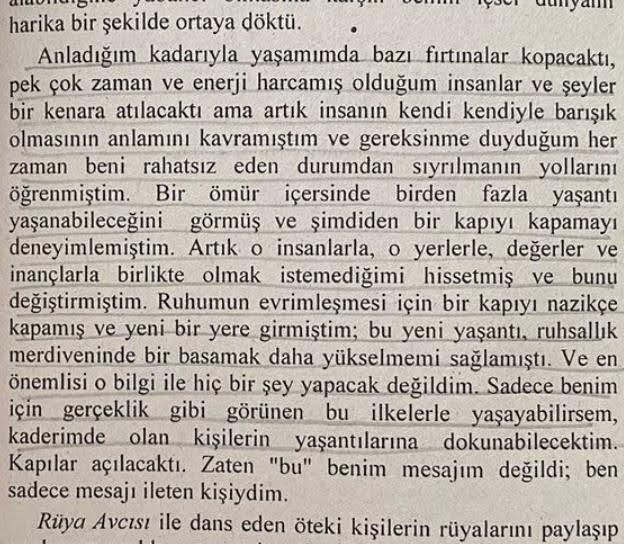 harika bir şekilde ortaya döktü.
Anladığım kadarıyla yaşamımda bazı fırtınalar kopacaktı,
pek çok zaman ve enerji harcamış olduğum insanlar ve şeyler
bir kenara atılacaktı ama artık insanın kendi kendiyle barışık
olmasının anlamını kavramıştım ve gereksinme duyduğum her
zaman beni rahatsız eden durumdan sıyrılmanın yollarını
öğrenmiştim. Bir ömür içersinde birden fazla yaşantı
yaşanabileceğini görmüş ve şimdiden bir kapıyı kapamayı
deneyimlemiştim. Artık o insanlarla, o yerlerle, değerler ve
inançlarla birlikte olmak istemediğimi hissetmiş ve bunu
değiştirmiştim. Ruhumun evrimleşmesi için bir kapıyı nazikçe
kapamış ve yeni bir yere girmiştim; bu yeni yaşantı, ruhsallık
merdiveninde bir basamak daha yükselmemi sağlamıştı. Ve en
önemlisi o bilgi ile hiç bir şey yapacak değildim. Sadece benim
için gerçeklik gibi görünen bu ilkelerle yaşayabilirsem,
kaderimde olan kişilerin yaşantılarına dokunabilecektim.
Kapılar açılacaktı. Zaten "bu" benim mesajım değildi; ben
sadece mesajı ileten kişiydim.
Rüya Avcısı ile dans eden öteki kişilerin rüyalarını paylaşıp